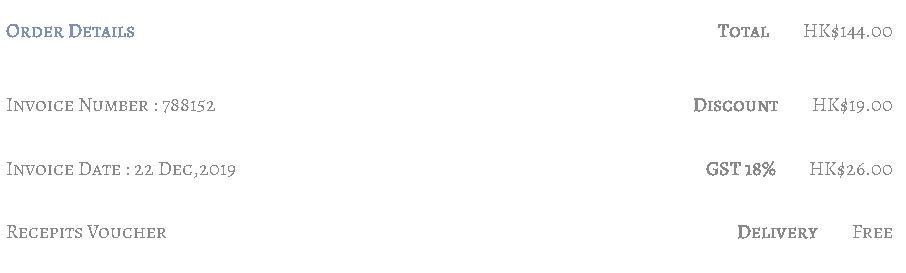 Order Details Total HK$144.00
Invoice Number : 788152 Discount HK$19.00
Invoice Date : 22 Dec,2019 GST 18% HK$26.00
Recepits Voucher Delivery Free